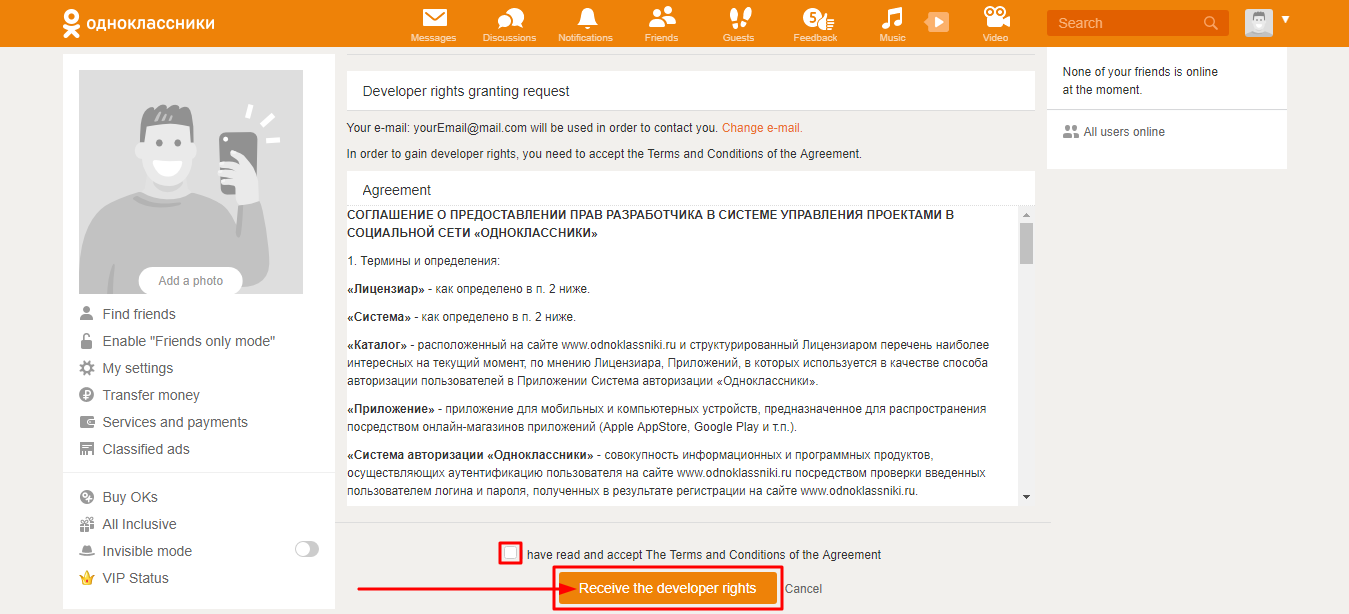 одноклассники
Messages
Discussions
Notifications
Friends
Guests
5
Feedback
Music
Video
Search
Add a photo
Find friends
Enable "Friends only mode"
My settings
Transfer money
Services and payments
Classified ads
Buy OKs
All Inclusive
Invisible mode
VIP Status
Developer rights granting request
Your e-mail: yourEmail@mail.com will be used in order to contact you. Change e-mail.
In order to gain developer rights, you need to accept the Terms and Conditions of the Agreement.
Agreement
СОГЛАШЕНИЕ О ПРЕДОСТАВЛЕНИИ ПРАВ РАЗРАБОТЧИКА В СИСТЕМЕ УПРАВЛЕНИЯ ПРОЕКТАМИ В
СОЦИАЛЬНОЙ СЕТИ «ОДНОКЛАССНИКИ»
1. Термины и определения:
«Лицензиар» - как определено в п. 2 ниже.
«Система» - как определено в п. 2 ниже.
«Каталог» - расположенный на сайте www.odnoklassniki.ru и структурированный Лицензиаром перечень наиболее
интересных на текущий момент, по мнению Лицензиара, Приложений, в которых используется в качестве способа
авторизации пользователей в Приложении Система авторизации «Одноклассники».
«Приложение» - приложение для мобильных и компьютерных устройств, предназначенное для распространения
посредством онлайн-магазинов приложений (Apple AppStore, Google Play и т.п.).
«Система авторизации «Одноклассники» - совокупность информационных и программных продуктов,
осуществляющих аутентификацию пользователя на сайте www.odnoklassniki.ru посредством проверки введенных
пользователем логина и пароля, полученных в результате регистрации на сайте www.odnoklassniki.ru.
have read and accept The Terms and Conditions of the Agreement
Receive the developer rights
Cancel
None of your friends is online
at the moment.
All users online